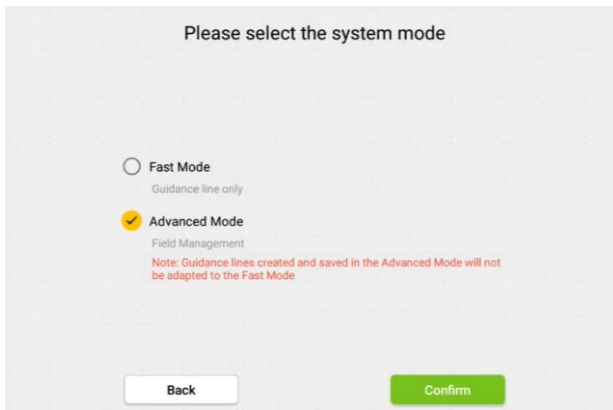 Please select the system mode
Fast Mode
Guidance line only
Advanced Mode
Field Management
Note: Guidance lines created and saved in the Advanced Mode will not
be adapted to the Fast Mode
Back
Confirm